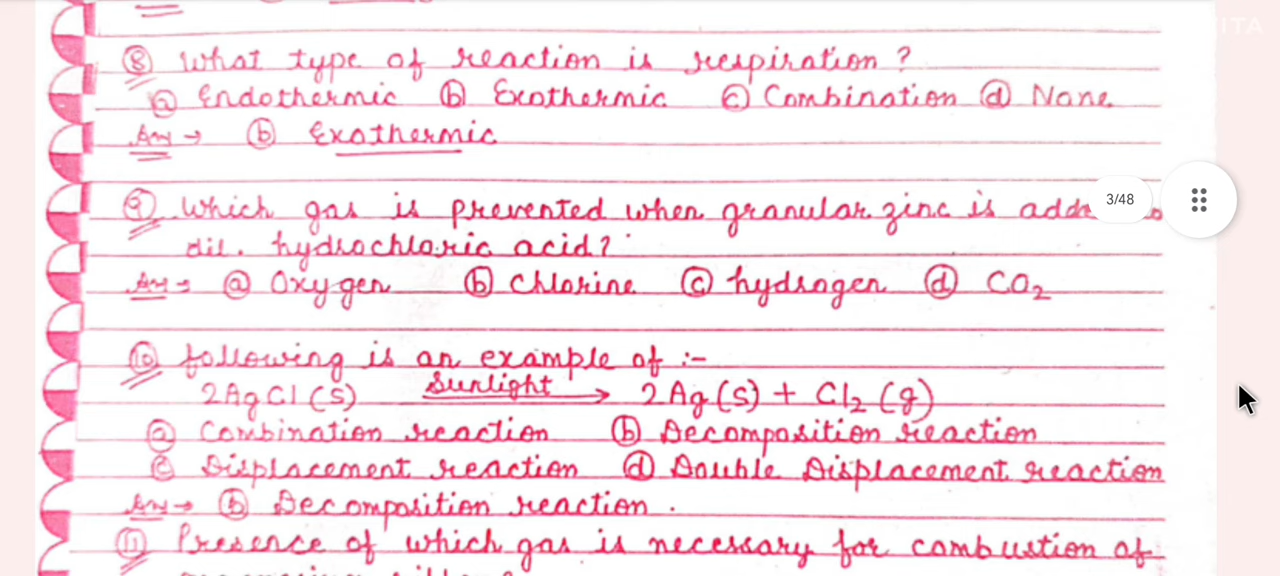 ⑧ What type of reaction is respiration ?
ⓐ Endothermic ⓑ Exothermic ⓒ Combination ⓓ None
Ans → ⓑ Exothermic
⑨ Which gas is prevented when granular zinc is
dil. hydrochloric acid ?
Ans → ⓐ Oxygen ⓑ Chlorine ⓒ hydrogen ⓓ CO₂
3/48
⑩ following is an example of :-
2AgCl (s) Sunlight → 2Ag (s) + Cl₂ (g)
ⓐ Combination reaction ⓑ Decomposition reaction
ⓒ Displacement reaction ⓓ Double Displacement reaction
Ans → ⓑ Decomposition reaction .
⑪ Presence of which gas is necessary for combustion of